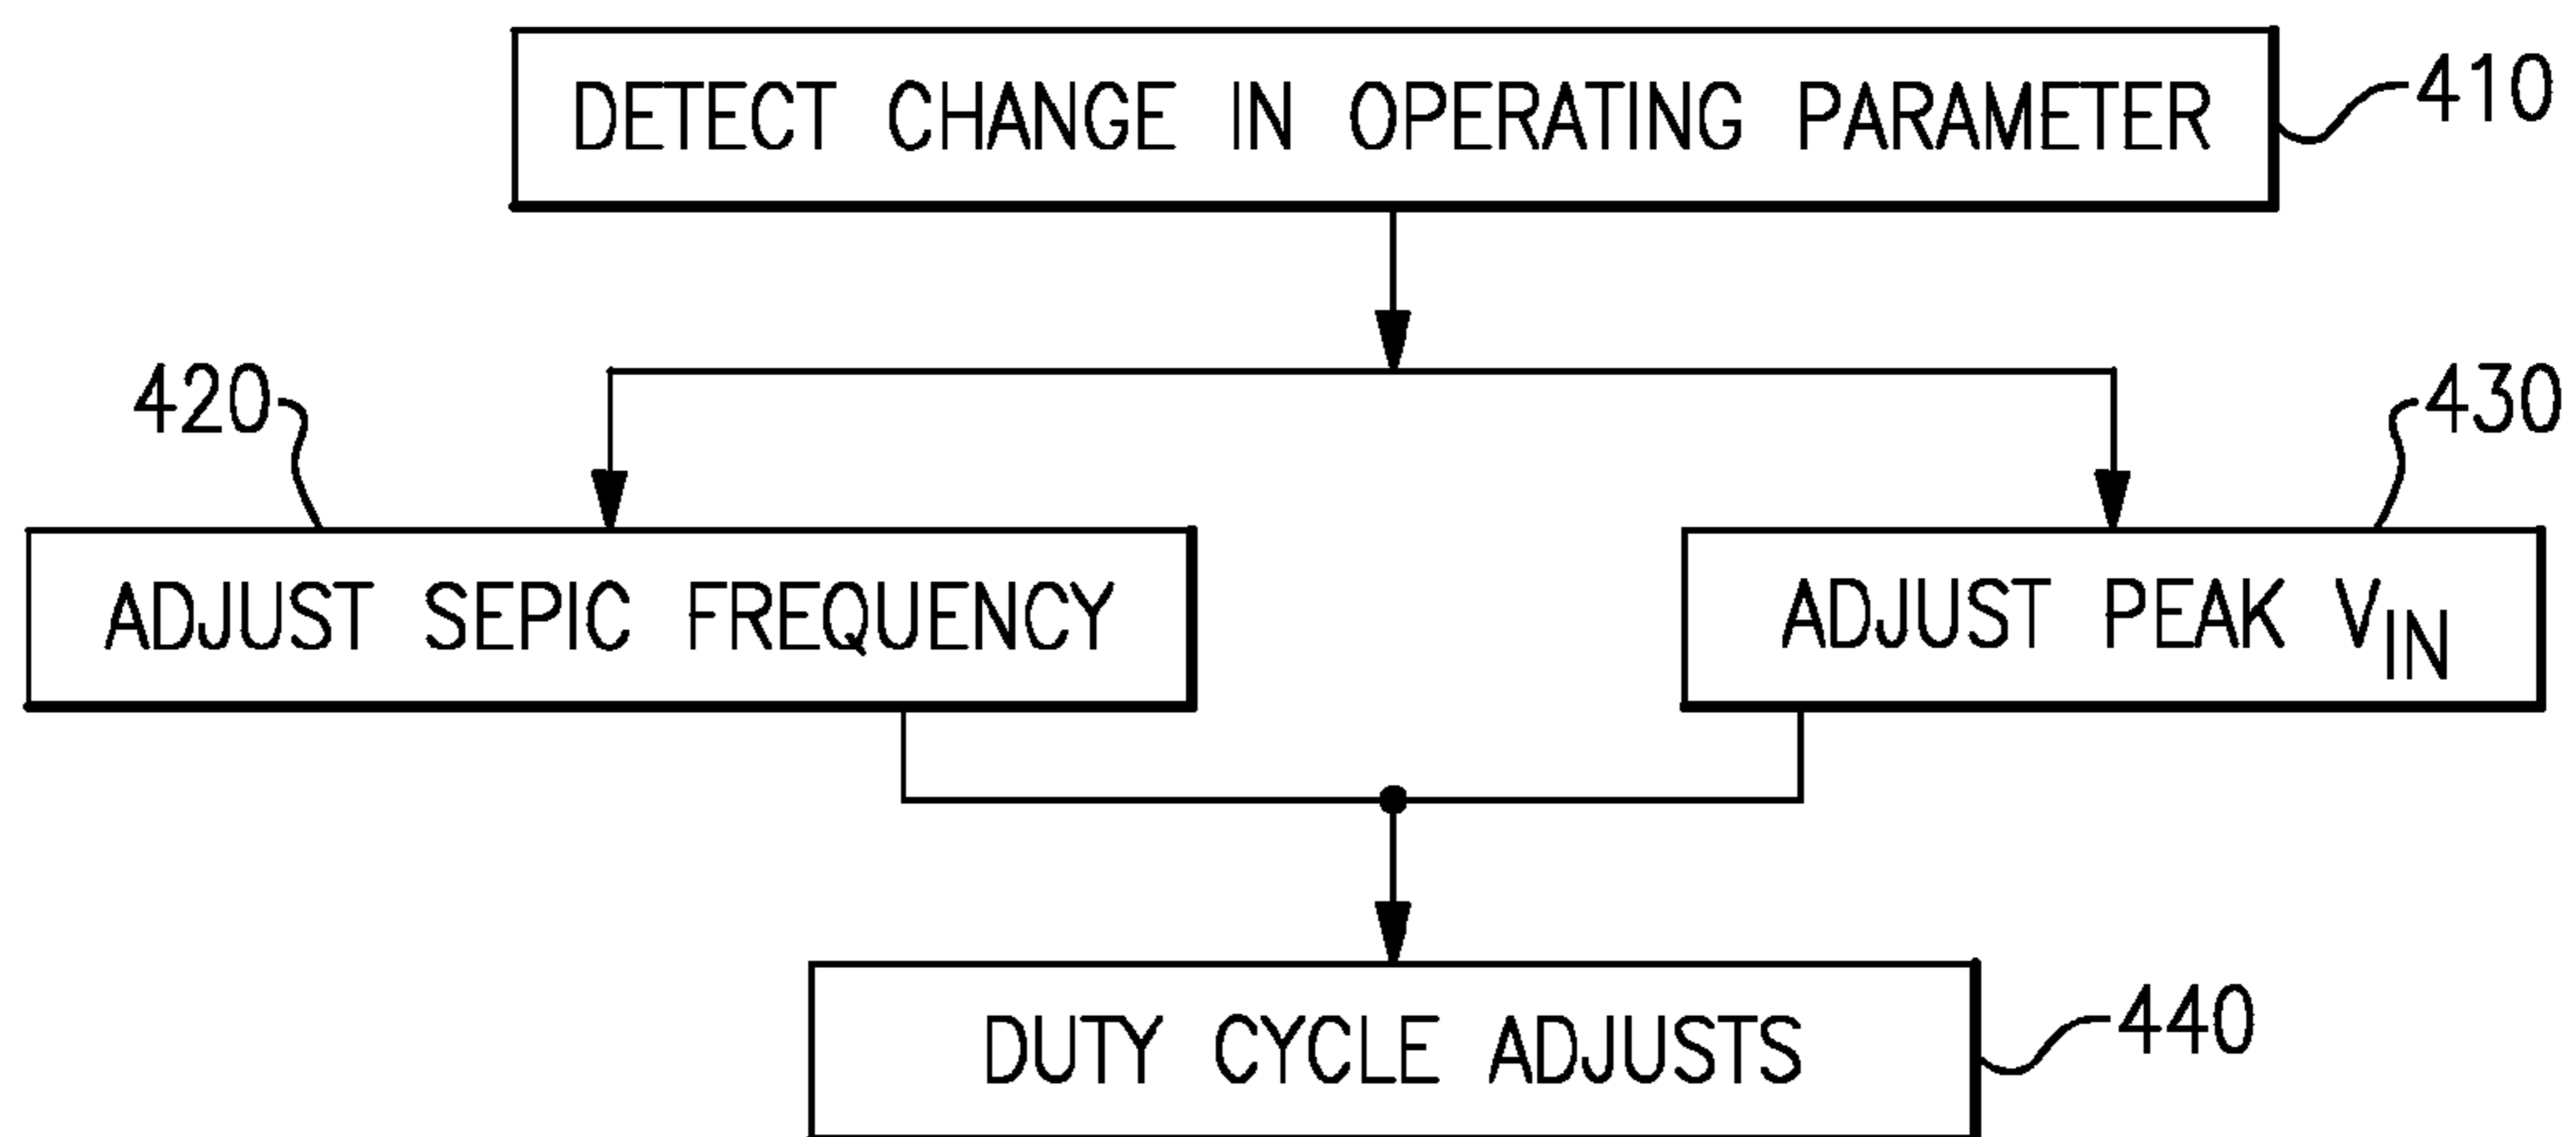 DETECT CHANGE IN OPERATING PARAMETER
410
420
430
ADJUST SEPIC FREQUENCY
ADJUST PEAK VIN
DUTY CYCLE ADJUSTS
440